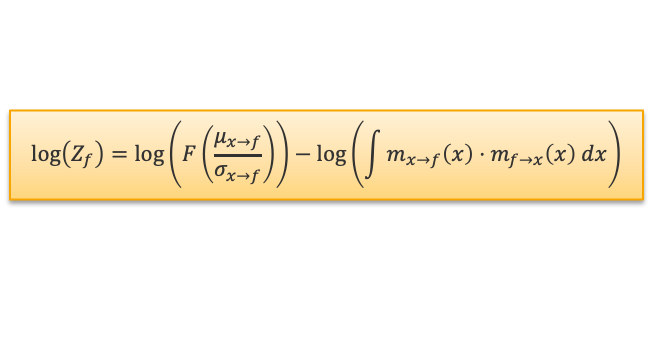 log(Z_f) = log(F(μ_{x→f}/σ_{x→f})) − log(∫ m_{x→f}(x) · m_{f→x}(x) dx)